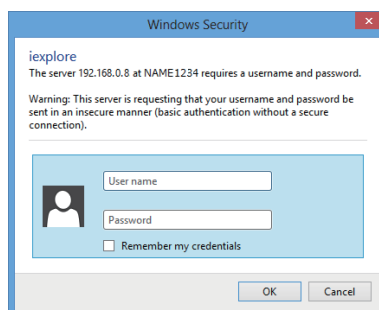 Windows Security
iexplore
The server 192.168.0.8 at NAME1234 requires a username and password.
Warning: This server is requesting that your username and password be
sent in an insecure manner (basic authentication without a secure
connection).
User name
Password
Remember my credentials
OK Cancel